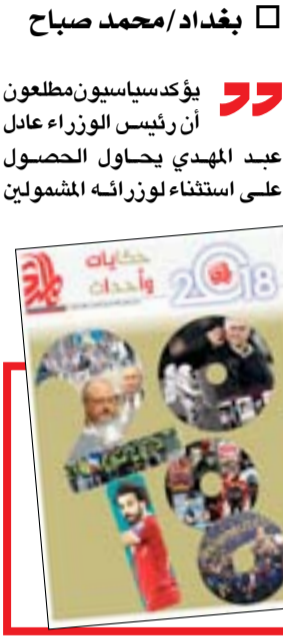 بغداد/محمد صباح
يؤكد سياسيون مطلعون
أن رئيس الوزراء عادل
عبد المهدي يحاول الحصول
على استثناء لوزرائه المشمولين
حكايات
وأحداث
2018